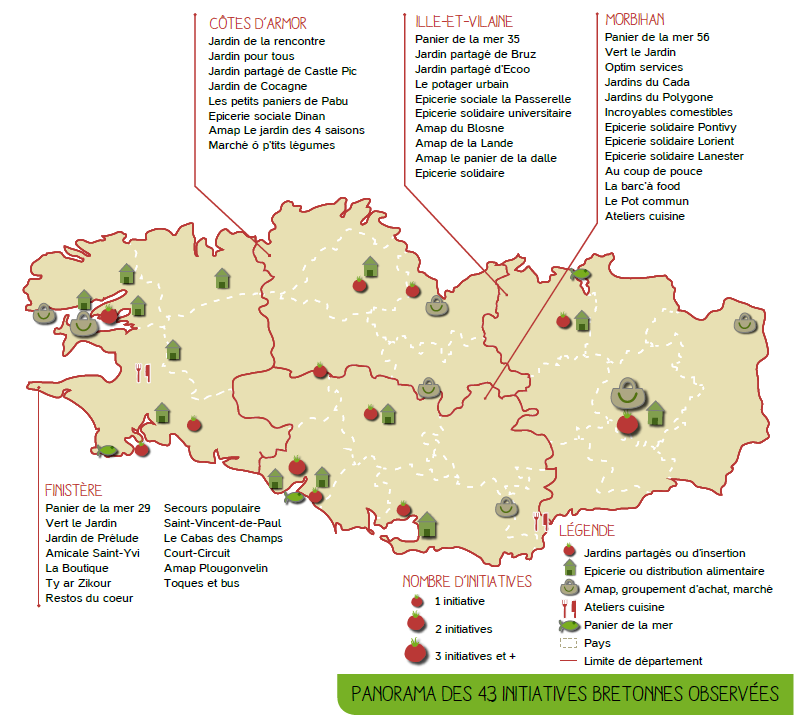 CÔTES D'ARMOR
Jardin de la rencontre
Jardin pour tous
Jardin partagè de Castle Pic
Jardin de Cocagne
Les petits paniers de Pabu
Epicerie sociale Dinan
Amap Le jardin des 4 saisons
Marchè ô p'tits lègumes
ILLE-ET-VILAINE
Panier de la mer 35
Jardin partagè de Bruz
Jardin partagè d'Ecoo
Le potager urbain
Epicerie sociale la Passerelle
Epicerie solidaire universitaire
Amap du Blosne
Amap de la Lande
Amap le panier de la dalle
Epicerie solidaire
MORBIHAN
Panier de la mer 56
Vert le Jardin
Optim services
Jardins du Cada
Jardins du Polygone
Incroyables comestibles
Epicerie solidaire Pontivy
Epicerie solidaire Lorient
Epicerie solidaire Lanester
Au coup de pouce
La barc'à food
Le Pot commun
Ateliers cuisine
FINISTÈRE
Panier de la mer 29
Vert le Jardin
Jardin de Prélude
Amicale Saint-Yvi
La Boutique
Ty ar Zikour
Restos du coeur
Secours populaire
Saint-Vincent-de-Paul
Le Cabas des Champs
Court-Circuit
Amap Plougonvelin
Toques et bus
NOMBRE D'INITIATIVES
1 initiative
2 initiatives
3 initiatives et +
LÉGENDE
Jardins partagès ou d'insertion
Epicerie ou distribution alimentaire
Amap, groupement d'achat, marchè
Ateliers cuisine
Panier de la mer
Pays
Limite de dèpartement
PANORAMA DES 43 INITIATIVES BRETONNES OBSERVÉES